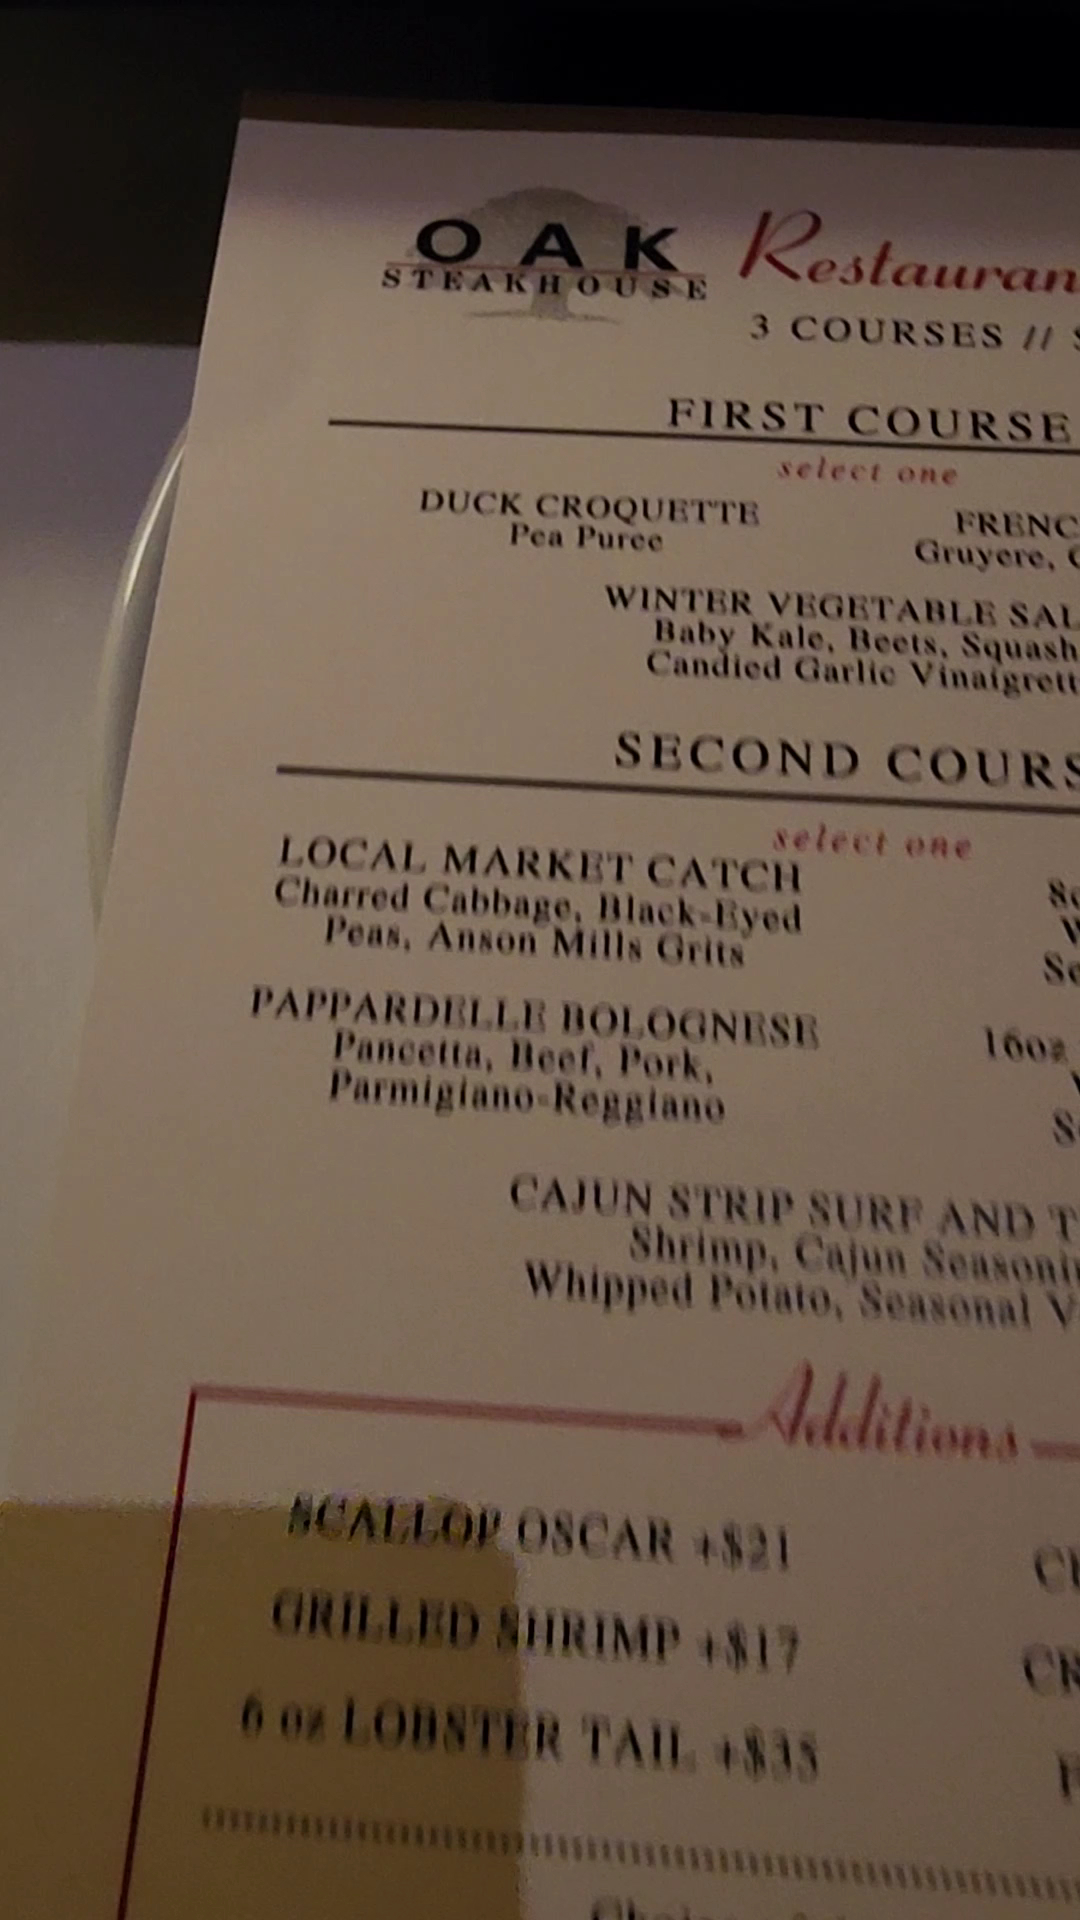 OAK
STEAKHOUSE
3 COURSES //
FIRST COURSE
select one
DUCK CROQUETTE
Pea Puree
Gruyere,
WINTER VEGETABLE
Baby Kale, Beets, Squash
Candied Garlic
SECOND
select one
LOCAL MARKET CATCH
Charred Cabbage, Black-Eyed
Peas, Anson Mills Grits
PAPPARDELLE BOLOGNESE
Pancetta, Beef, Pork,
Parmigiano-Reggiano
16oz
CAJUN STRIP SURF AND
Shrimp, Cajun
Whipped Potato, Seasonal
Additions
SCALLOP OSCAR +$21
GRILLED SHRIMP +$17
6 oz LOBSTER TAIL +$35